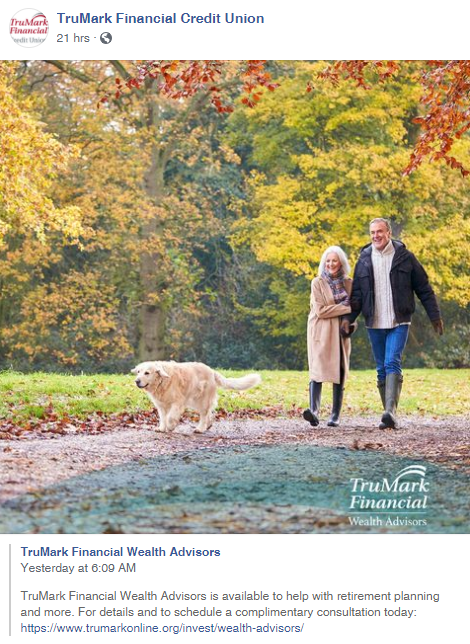 TruMark
Financial
Credit Union
TruMark Financial Credit Union
21 hrs ·
TruMark
Financial
Wealth Advisors
TruMark Financial Wealth Advisors
Yesterday at 6:09 AM
TruMark Financial Wealth Advisors is available to help with retirement planning
and more. For details and to schedule a complimentary consultation today:
https://www.trumarkonline.org/invest/wealth-advisors/